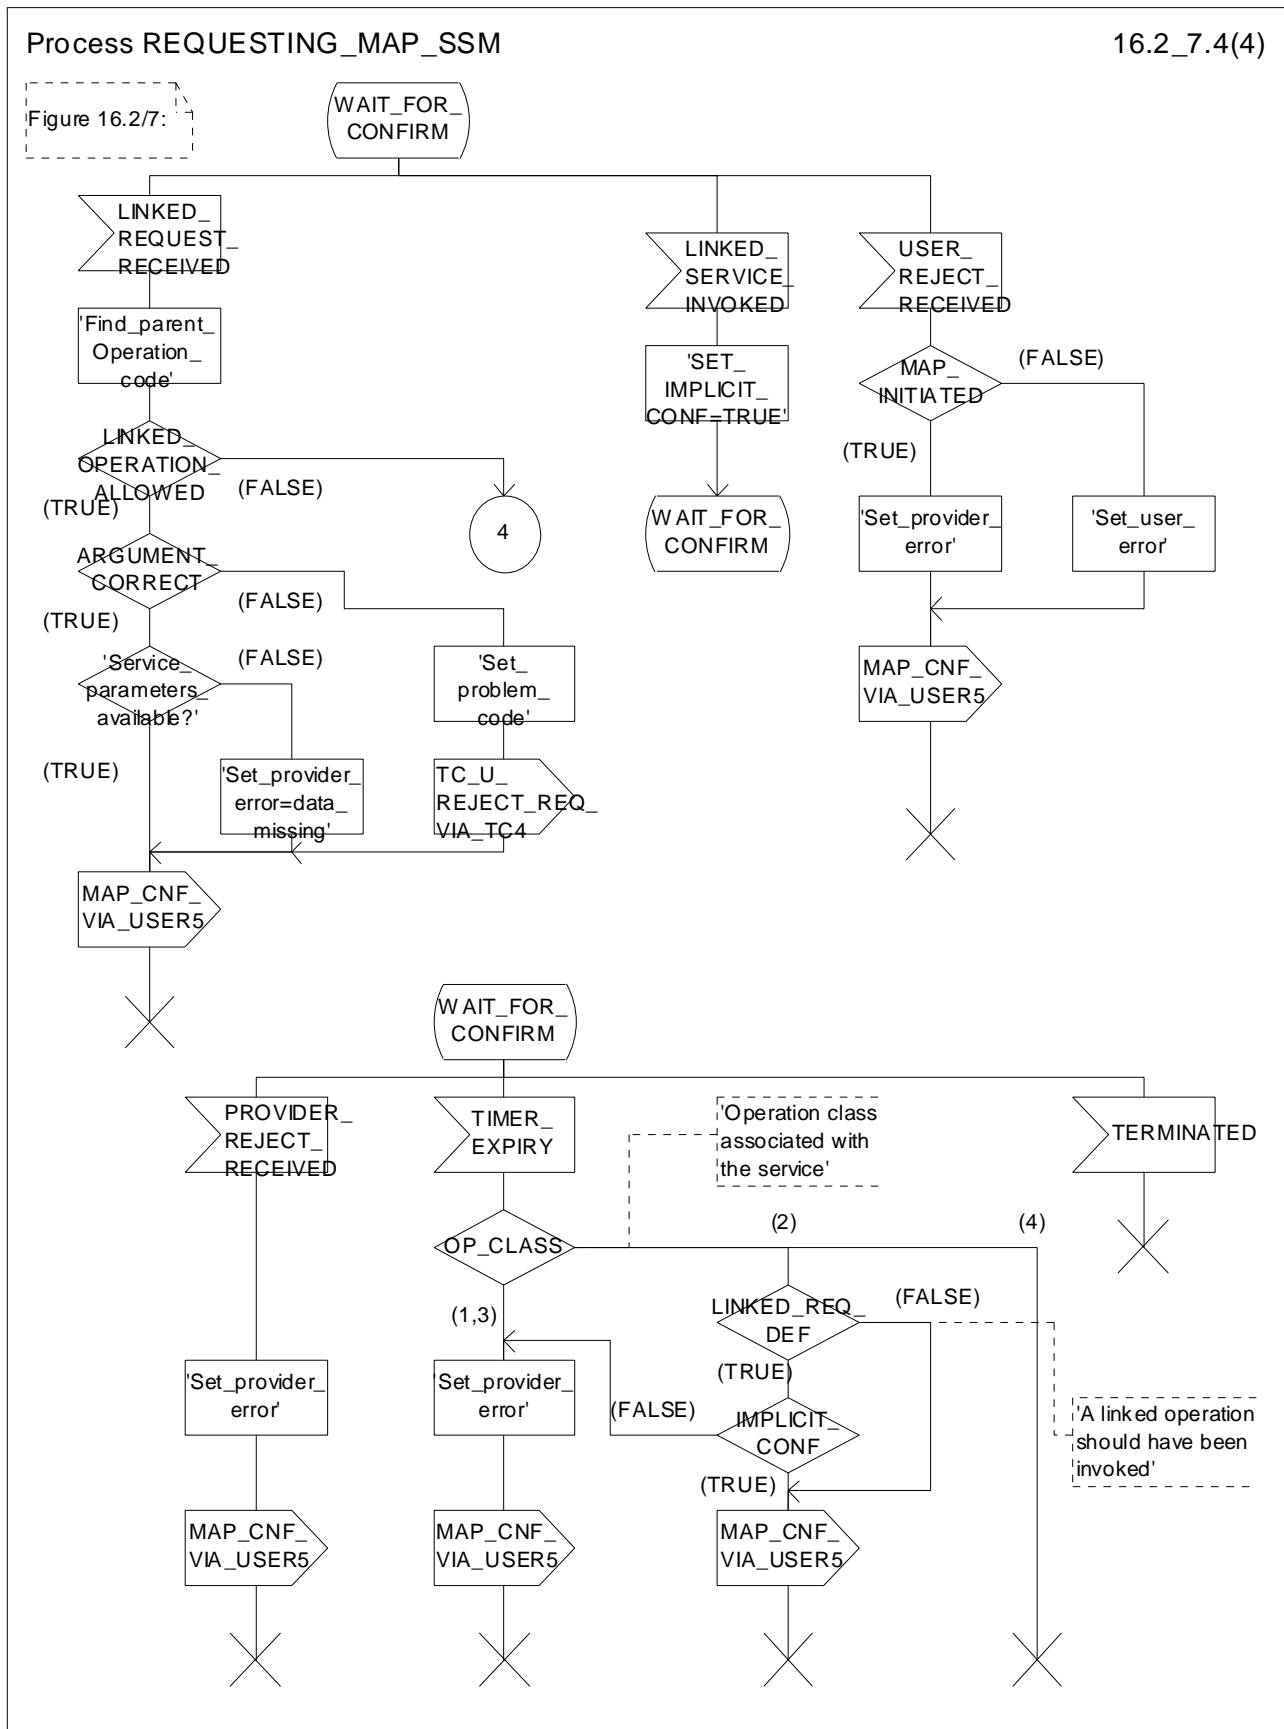 Process REQUESTING_MAP_SSM
16.2_7.4(4)
Figure 16.2/7:
WAIT_FOR_
CONFIRM
LINKED_
REQUEST_
RECEIVED
LINKED_
SERVICE_
INVOKED
USER_
REJECT_
RECEIVED
'Find_parent_
Operation_
code'
'SET_
IMPLICIT_
CONF=TRUE'
MAP_
INITIATED
(FALSE)
(TRUE)
LINKED_
OPERATION_
ALLOWED
(FALSE)
(TRUE)
4
WAIT_FOR_
CONFIRM
'Set_provider_
error'
'Set_user_
error'
ARGUMENT_
CORRECT
(FALSE)
(TRUE)
'Service_
parameters_
available?'
(FALSE)
(TRUE)
'Set_
problem_
code'
MAP_CNF_
VIA_USER5
'Set_provider_
error=data_
missing'
TC_U_
REJECT_REQ_
VIA_TC4
MAP_CNF_
VIA_USER5
WAIT_FOR_
CONFIRM
PROVIDER_
REJECT_
RECEIVED
TIMER_
EXPIRY
'Operation class
associated with
the service'
TERMINATED
OP_CLASS
(2)
(4)
(1,3)
LINKED_REQ_
DEF
(FALSE)
(TRUE)
'Set_provider_
error'
'Set_provider_
error'
(FALSE)
IMPLICIT_
CONF
(TRUE)
'A linked operation
should have been
invoked'
MAP_CNF_
VIA_USER5
MAP_CNF_
VIA_USER5
MAP_CNF_
VIA_USER5